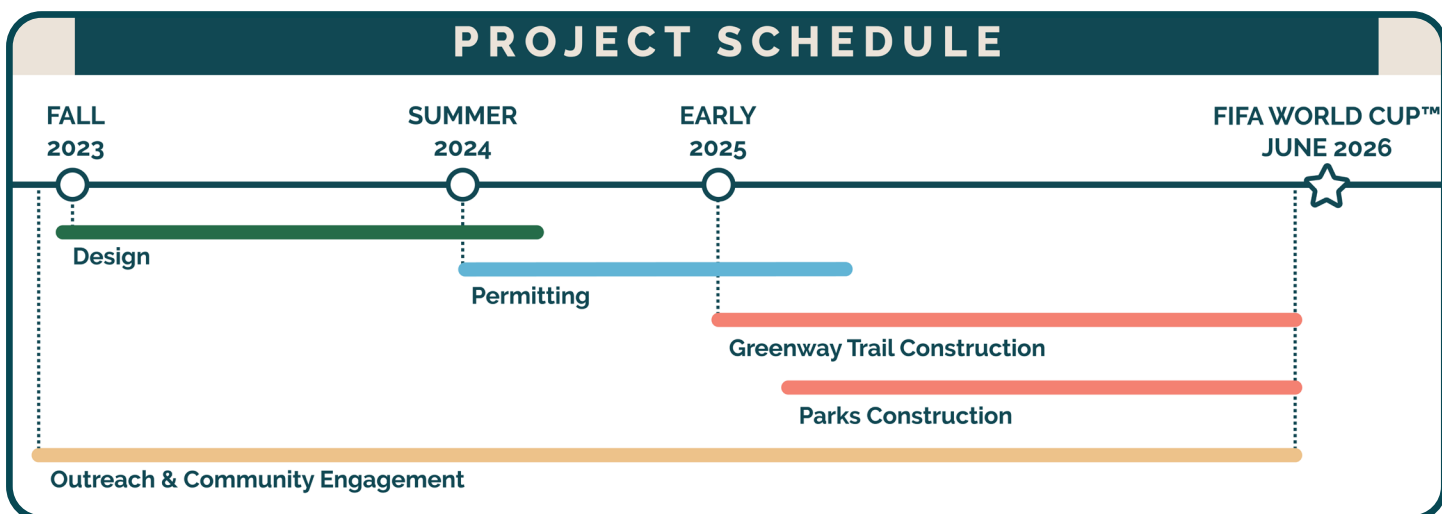 PROJECT SCHEDULE
FALL
2023
SUMMER
2024
EARLY
2025
FIFA WORLD CUP™
JUNE 2026
Design
Permitting
Greenway Trail Construction
Parks Construction
Outreach & Community Engagement